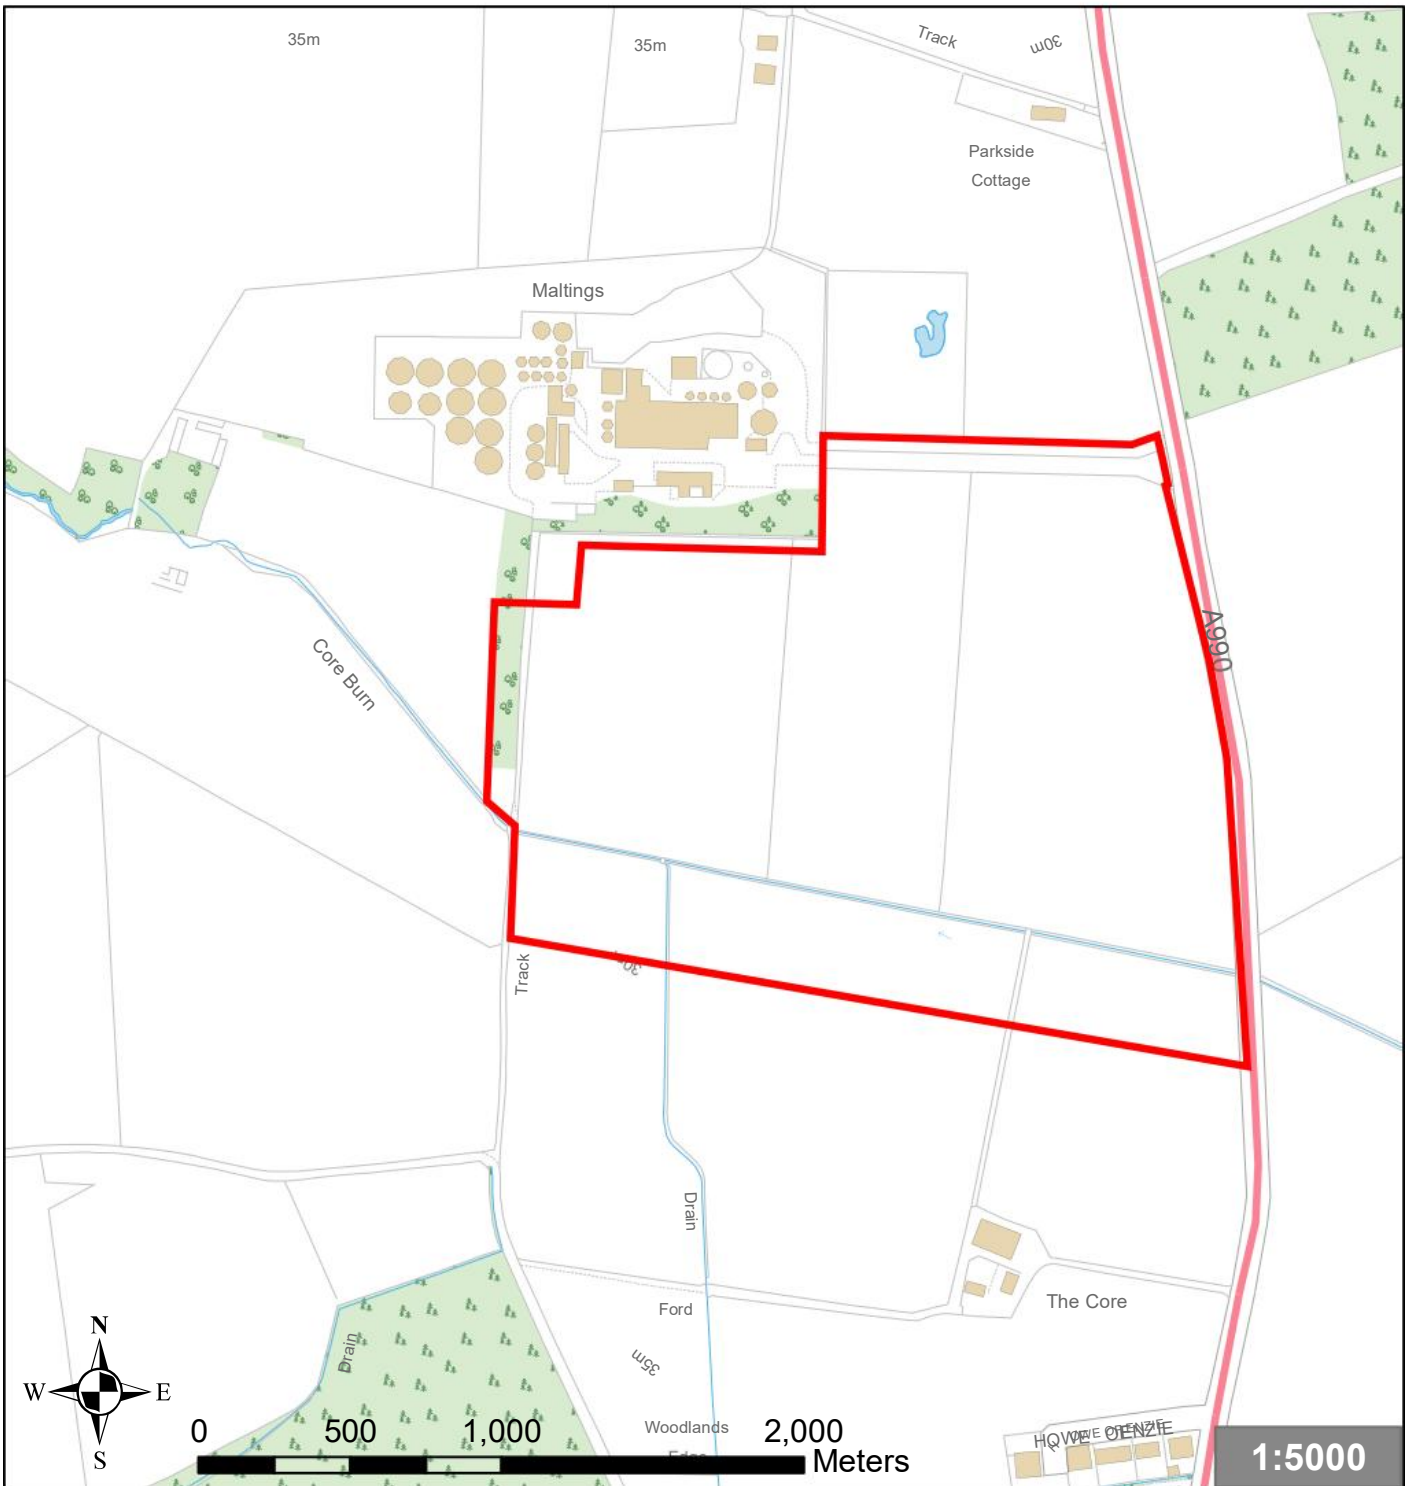 35m
35m
Track
30m
Parkside
Cottage
Maltings
Core Burn
A990
Track
Drain
The Core
Ford
35m
Drain
Woodlands
N
W
E
S
0 500 1,000 2,000
Meters
1:5000